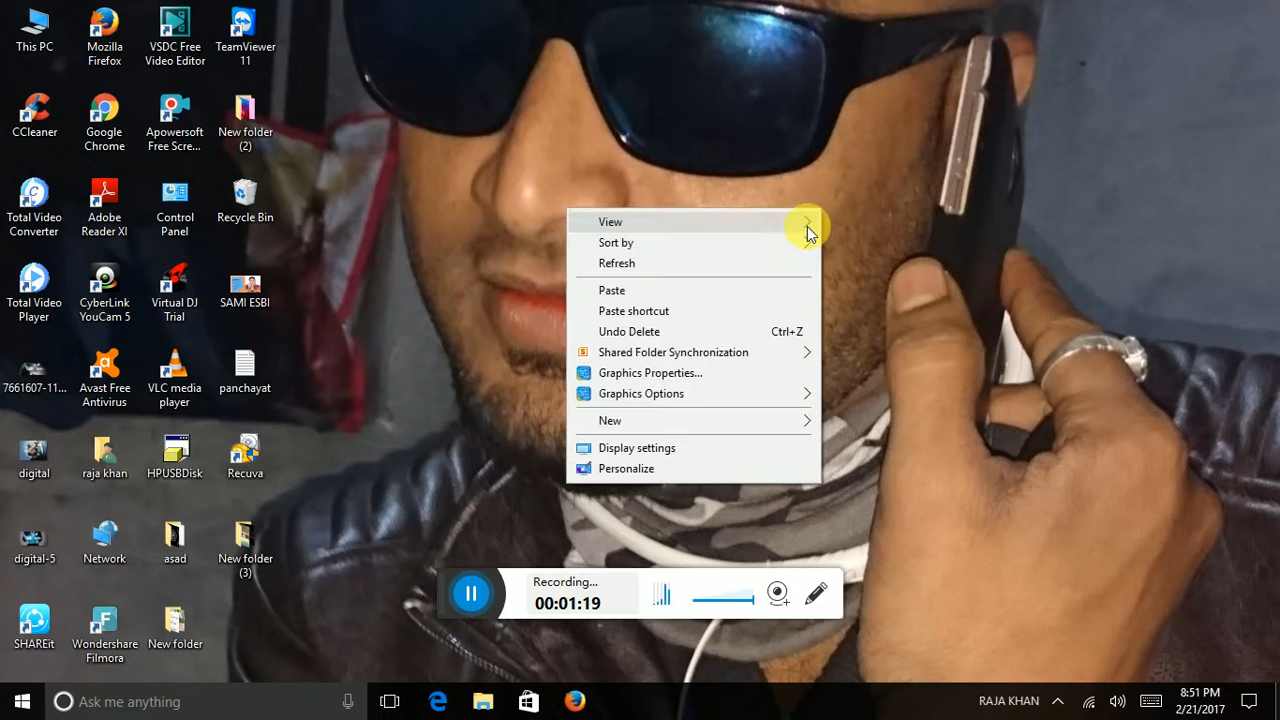 This PC
Mozilla
Firefox
VSDC Free
Video Editor
TeamViewer
11
CCleaner
Google
Chrome
Apowersoft
Free Scre...
New folder
(2)
Total Video
Converter
Adobe
Reader XI
Control
Panel
Recycle Bin
Total Video
Player
CyberLink
YouCam 5
Virtual DJ
Trial
SAMI ESBI
7661607-11...
Avast Free
Antivirus
VLC media
player
panchayat
digital
raja khan
HPUSBDisk
Recuva
digital-5
Network
asad
New folder
(3)
SHAREit
Wondershare
Filmora
New folder
View
Sort by
Refresh
Paste
Paste shortcut
Undo Delete Ctrl+Z
Shared Folder Synchronization
Graphics Properties...
Graphics Options
New
Display settings
Personalize
Recording...
00:01:19
Ask me anything
RAJA KHAN
8:51 PM
2/21/2017